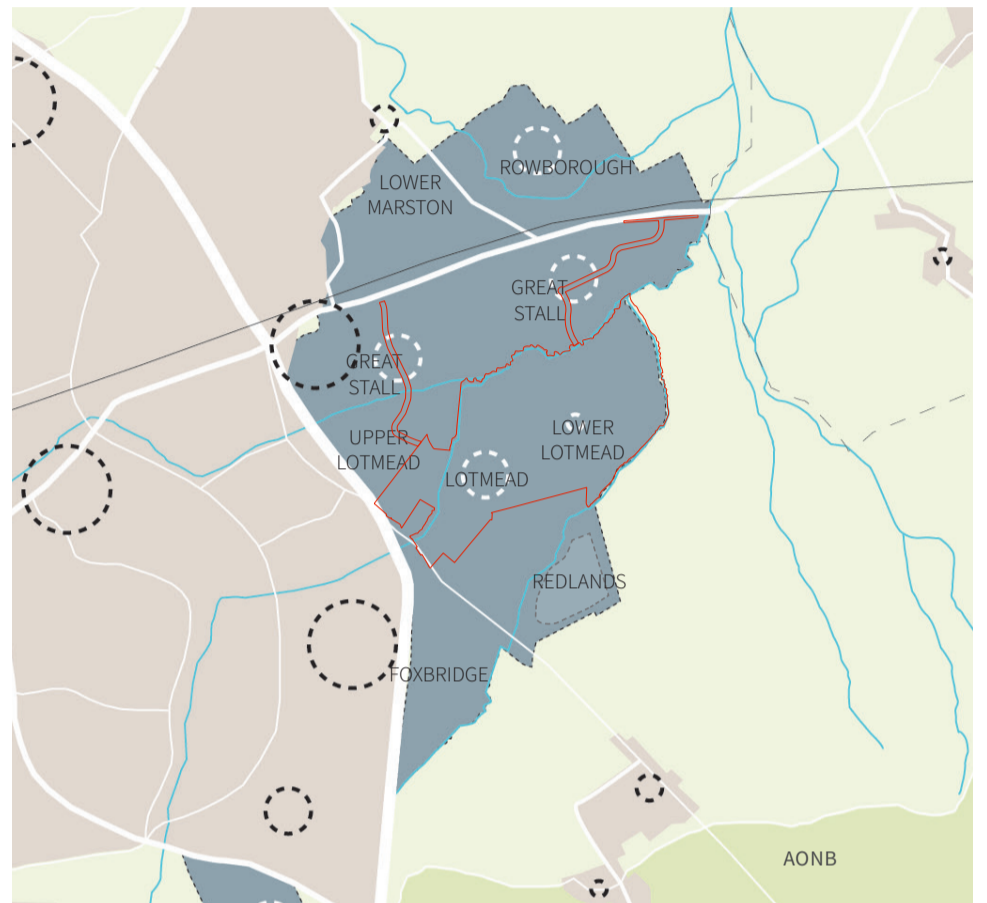 ROWBOROUGH
LOWER
MARSTON
GREAT
STALL
GREAT
STALL
UPPER
LOTMEAD
LOWER
LOTMEAD
LOTMEAD
REDLANDS
FOXBRIDGE
AONB